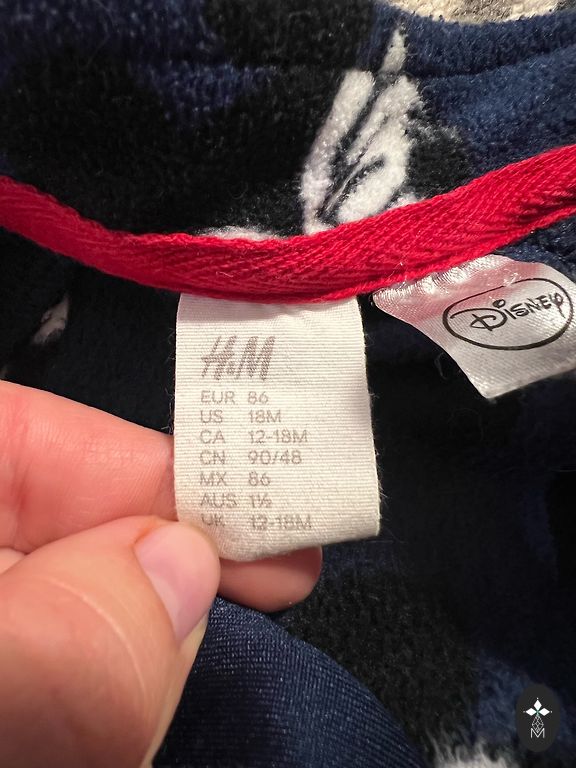 H&M
EUR 86
US 18M
CA 12-18M
CN 90/48
MX 86
AUS 1½
UK 12-18M
Disney
M